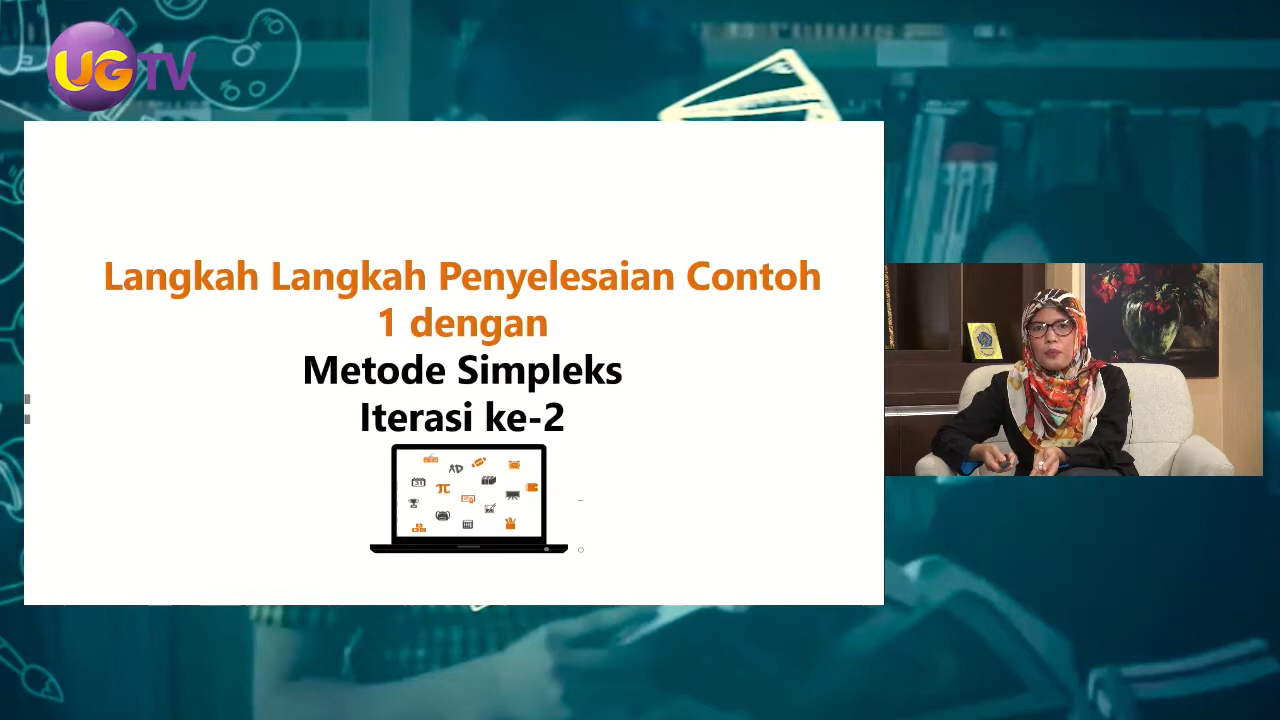 UGTV
Langkah Langkah Penyelesaian Contoh
1 dengan
Metode Simpleks
Iterasi ke-2